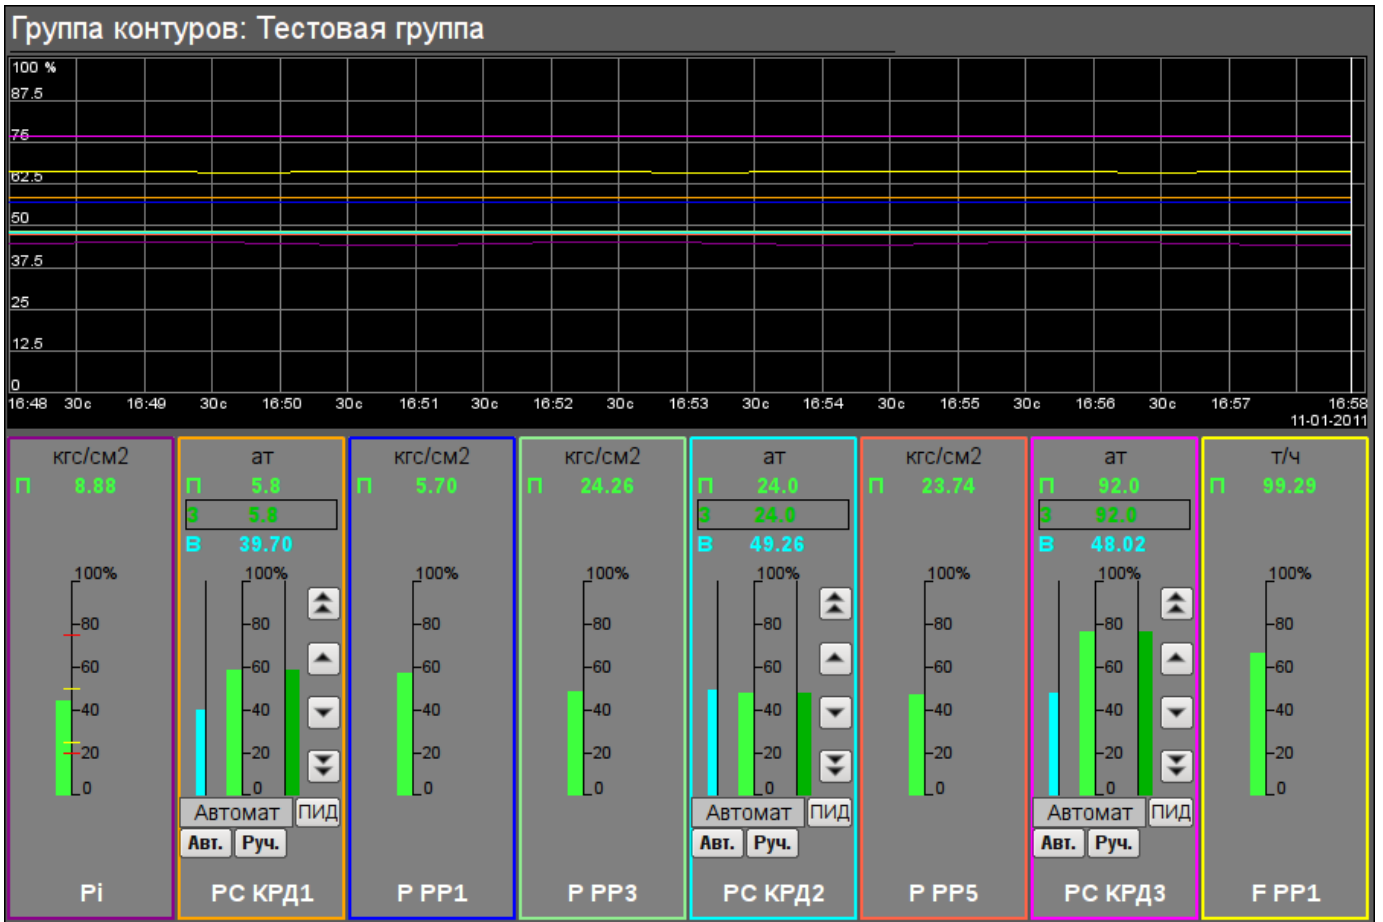 Группа контуров: Тестовая группа
100 %
87.5
75
62.5
50
37.5
25
12.5
0
16:48 30с 16:49 30с 16:50 30с 16:51 30с 16:52 30с 16:53 30с 16:54 30с 16:55 30с 16:56 30с 16:57 16:58
11-01-2011
кгс/см2 ат кгс/см2 кгс/см2 ат кгс/см2 ат т/ч
П 8.88 П 5.8 П 5.70 П 24.26 П 24.0 П 23.74 П 92.0 П 99.29
З 5.8 З 24.0 З 92.0
В 39.70 В 49.26 В 48.02
100% 100% 100% 100% 100% 100% 100% 100%
80 80 80 80 80 80 80 80
60 60 60 60 60 60 60 60
40 40 40 40 40 40 40 40
20 20 20 20 20 20 20 20
0 0 0 0 0 0 0 0
Автомат ПИД Автомат ПИД Автомат ПИД
Авт. Руч. Авт. Руч. Авт. Руч.
Pi РС КРД1 P PP1 P PP3 РС КРД2 P PP5 РС КРД3 F PP1